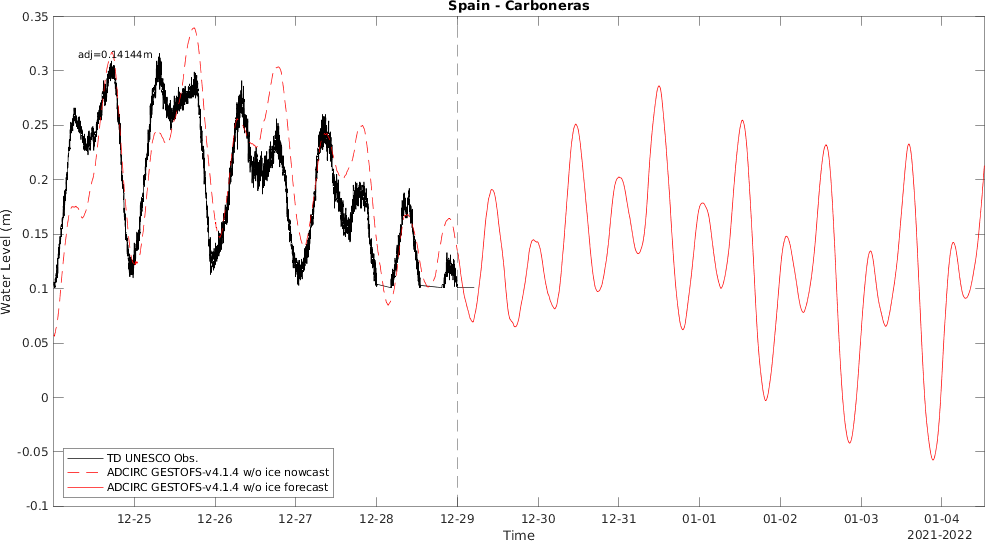 Spain - Carboneras
adj=0.14144m
0.35
0.3
0.25
0.2
0.15
0.1
0.05
0
-0.05
-0.1
Water Level (m)
TD UNESCO Obs.
ADCIRC GESTOFS-v4.1.4 w/o ice nowcast
ADCIRC GESTOFS-v4.1.4 w/o ice forecast
12-25 12-26 12-27 12-28 12-29 12-30 12-31 01-01 01-02 01-03 01-04
Time
2021-2022